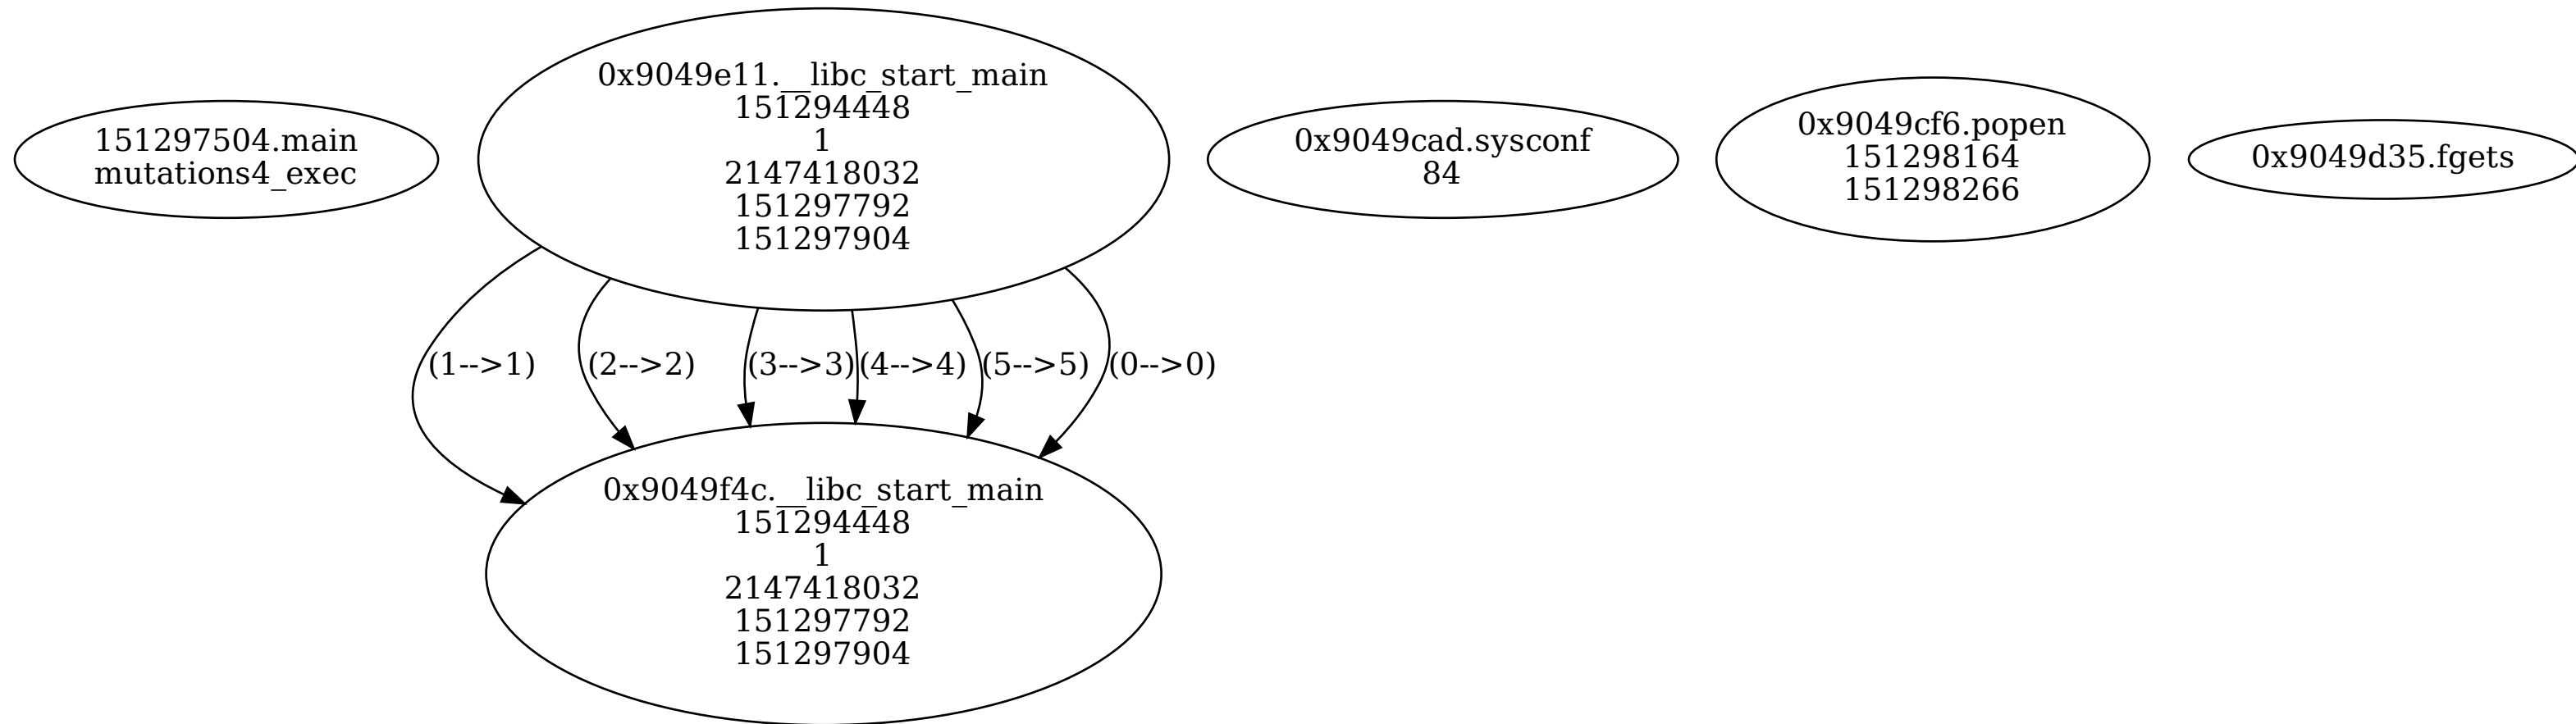 151297504.main
mutations4_exec
0x9049e11.__libc_start_main
151294448
1
2147418032
151297792
151297904
0x9049cad.sysconf
84
0x9049cf6.popen
151298164
151298266
0x9049d35.fgets
(1-->1)
(2-->2)
(3-->3)
(4-->4)
(5-->5)
(0-->0)
0x9049f4c.__libc_start_main
151294448
1
2147418032
151297792
151297904